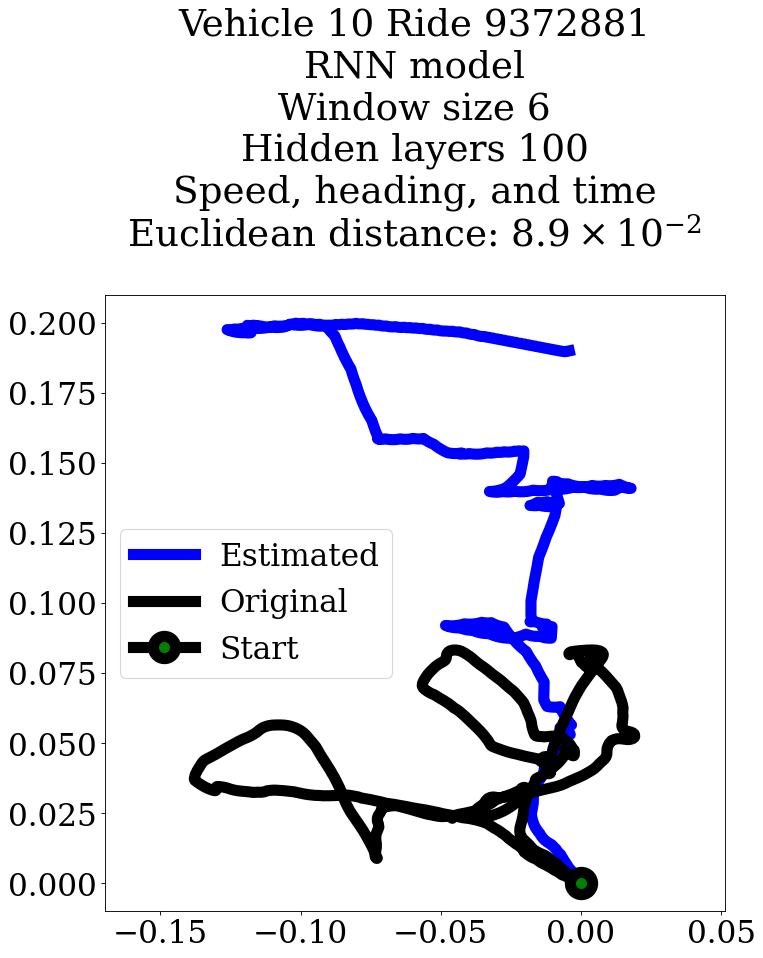 Vehicle 10 Ride 9372881
RNN model
Window size 6
Hidden layers 100
Speed, heading, and time
Euclidean distance: 8.9 × 10⁻²
0.200
0.175
0.150
0.125
0.100
0.075
0.050
0.025
0.000
Estimated
Original
Start
−0.15 −0.10 −0.05 0.00 0.05